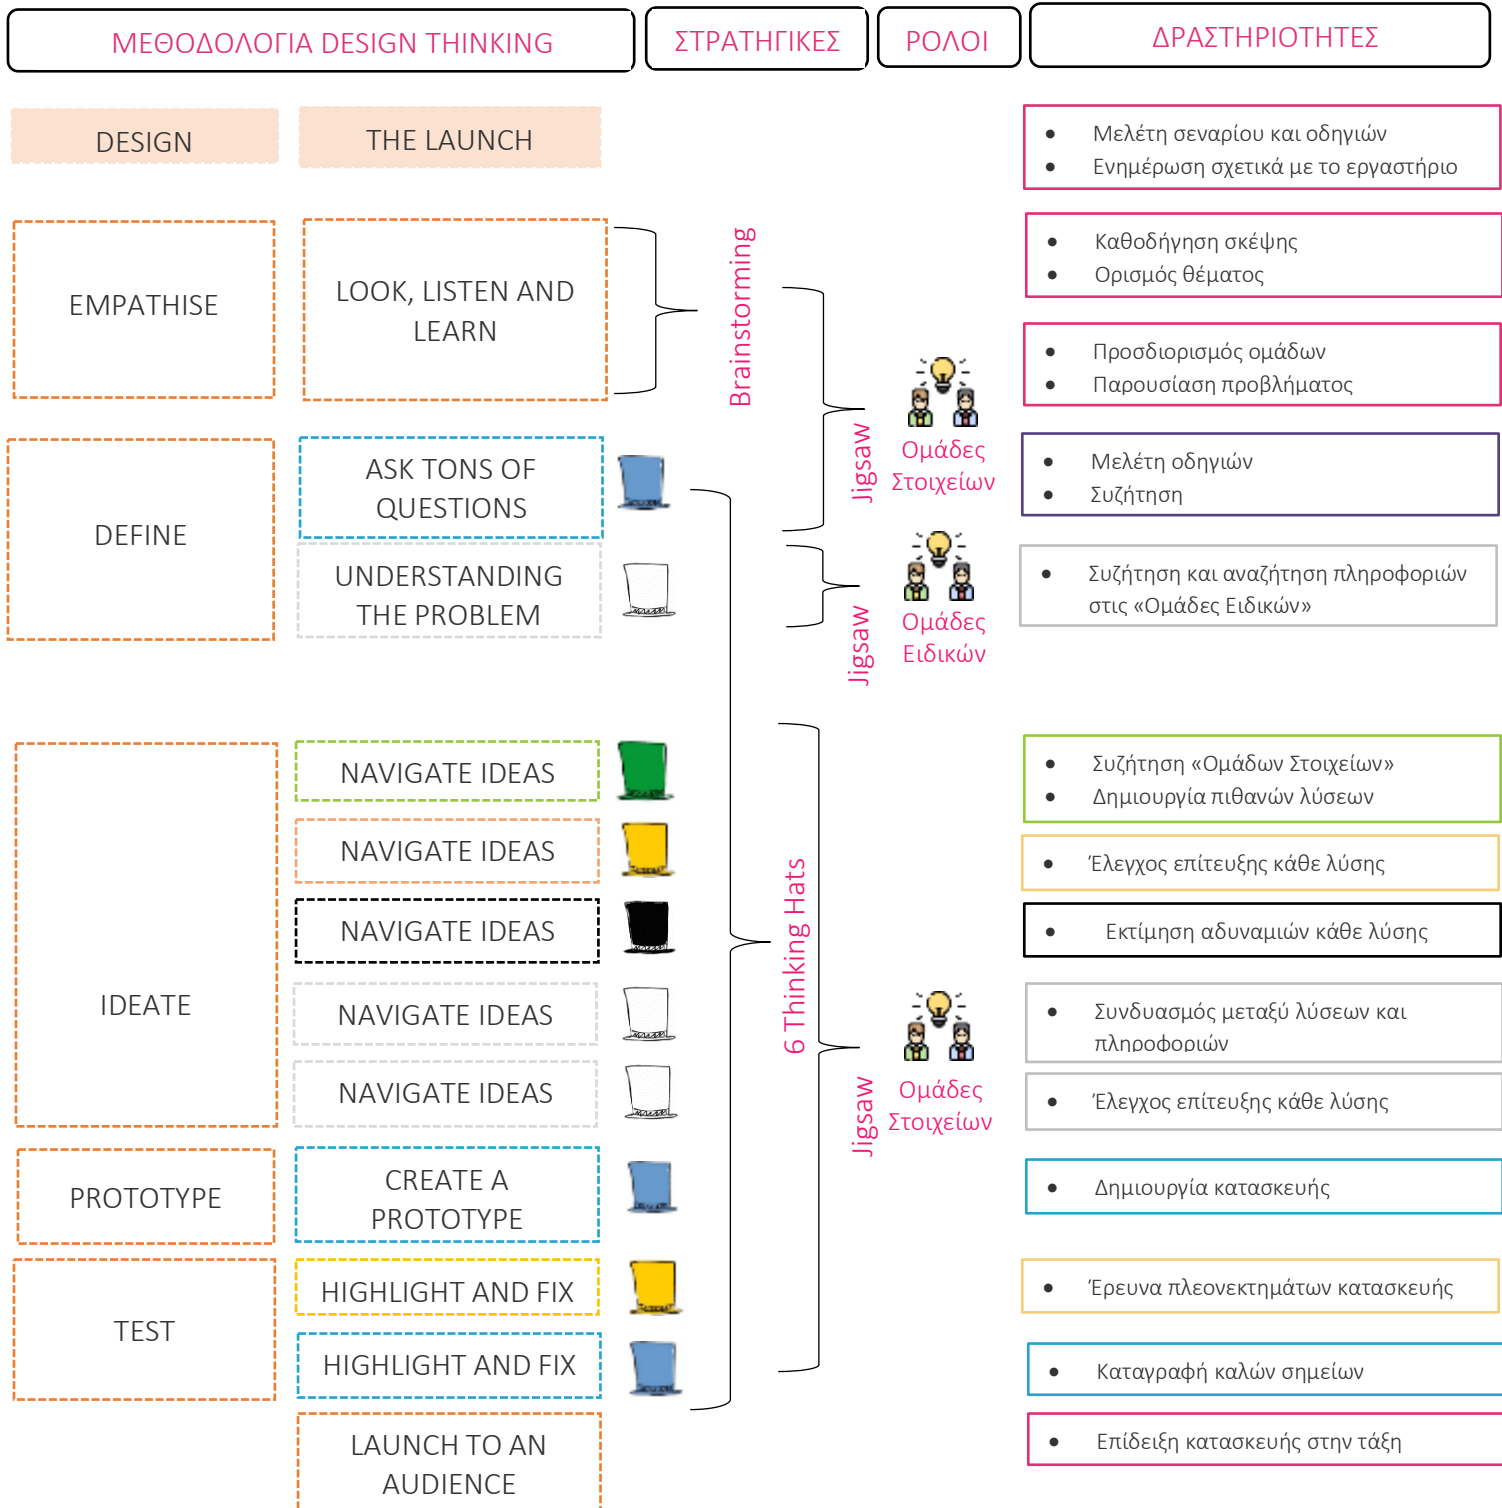 ΜΕΘΟΔΟΛΟΓΙΑ DESIGN THINKING
ΣΤΡΑΤΗΓΙΚΕΣ
ΡΟΛΟΙ
ΔΡΑΣΤΗΡΙΟΤΗΤΕΣ
DESIGN
THE LAUNCH
• Μελέτη σεναρίου και οδηγιών
• Ενημέρωση σχετικά με το εργαστήριο
EMPATHISE
LOOK, LISTEN AND
LEARN
Brainstorming
• Καθοδήγηση σκέψης
• Ορισμός θέματος
• Προσδιορισμός ομάδων
• Παρουσίαση προβλήματος
Jigsaw
Ομάδες
Στοιχείων
DEFINE
ASK TONS OF
QUESTIONS
• Μελέτη οδηγιών
• Συζήτηση
UNDERSTANDING
THE PROBLEM
Jigsaw
Ομάδες
Ειδικών
• Συζήτηση και αναζήτηση πληροφοριών
στις «Ομάδες Ειδικών»
IDEATE
NAVIGATE IDEAS
• Συζήτηση «Ομάδων Στοιχείων»
• Δημιουργία πιθανών λύσεων
NAVIGATE IDEAS
• Έλεγχος επίτευξης κάθε λύσης
NAVIGATE IDEAS
6 Thinking Hats
• Εκτίμηση αδυναμιών κάθε λύσης
NAVIGATE IDEAS
• Συνδυασμός μεταξύ λύσεων και
πληροφοριών
NAVIGATE IDEAS
Jigsaw
Ομάδες
Στοιχείων
• Έλεγχος επίτευξης κάθε λύσης
PROTOTYPE
CREATE A
PROTOTYPE
• Δημιουργία κατασκευής
TEST
HIGHLIGHT AND FIX
• Έρευνα πλεονεκτημάτων κατασκευής
HIGHLIGHT AND FIX
• Καταγραφή καλών σημείων
LAUNCH TO AN
AUDIENCE
• Επίδειξη κατασκευής στην τάξη